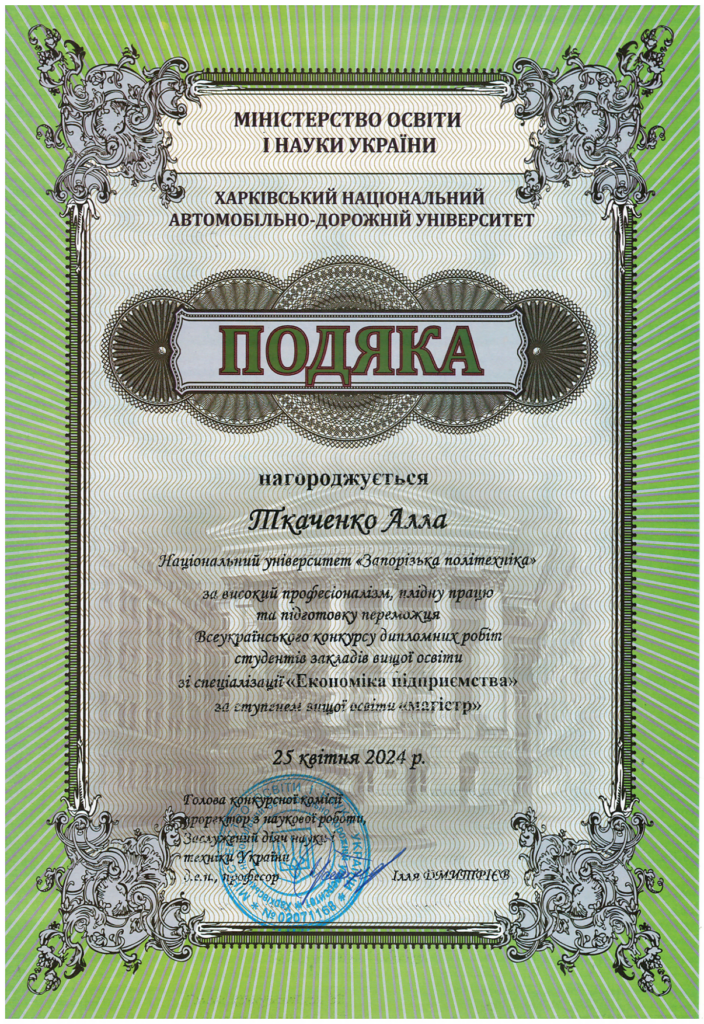 МІНІСТЕРСТВО ОСВІТИ
І НАУКИ УКРАЇНИ
ХАРКІВСЬКИЙ НАЦІОНАЛЬНИЙ
АВТОМОБІЛЬНО-ДОРОЖНІЙ УНІВЕРСИТЕТ
ПОДЯКА
нагороджується
Ткаченко Алла
Національний університет «Запорізька політехніка»
за високий професіоналізм, плідну працю
та підготовку переможця
Всеукраїнського конкурсу дипломних робіт
студентів закладів вищої освіти
зі спеціалізації «Економіка підприємства»
за ступенем вищої освіти «магістр»
25 квітня 2024 р.
Голова конкурсної комісії
проректор з наукової роботи,
Заслужений діяч науки і
техніки України
д.е.н., професор Ілля ДМИТРІЄВ
№ 02071168